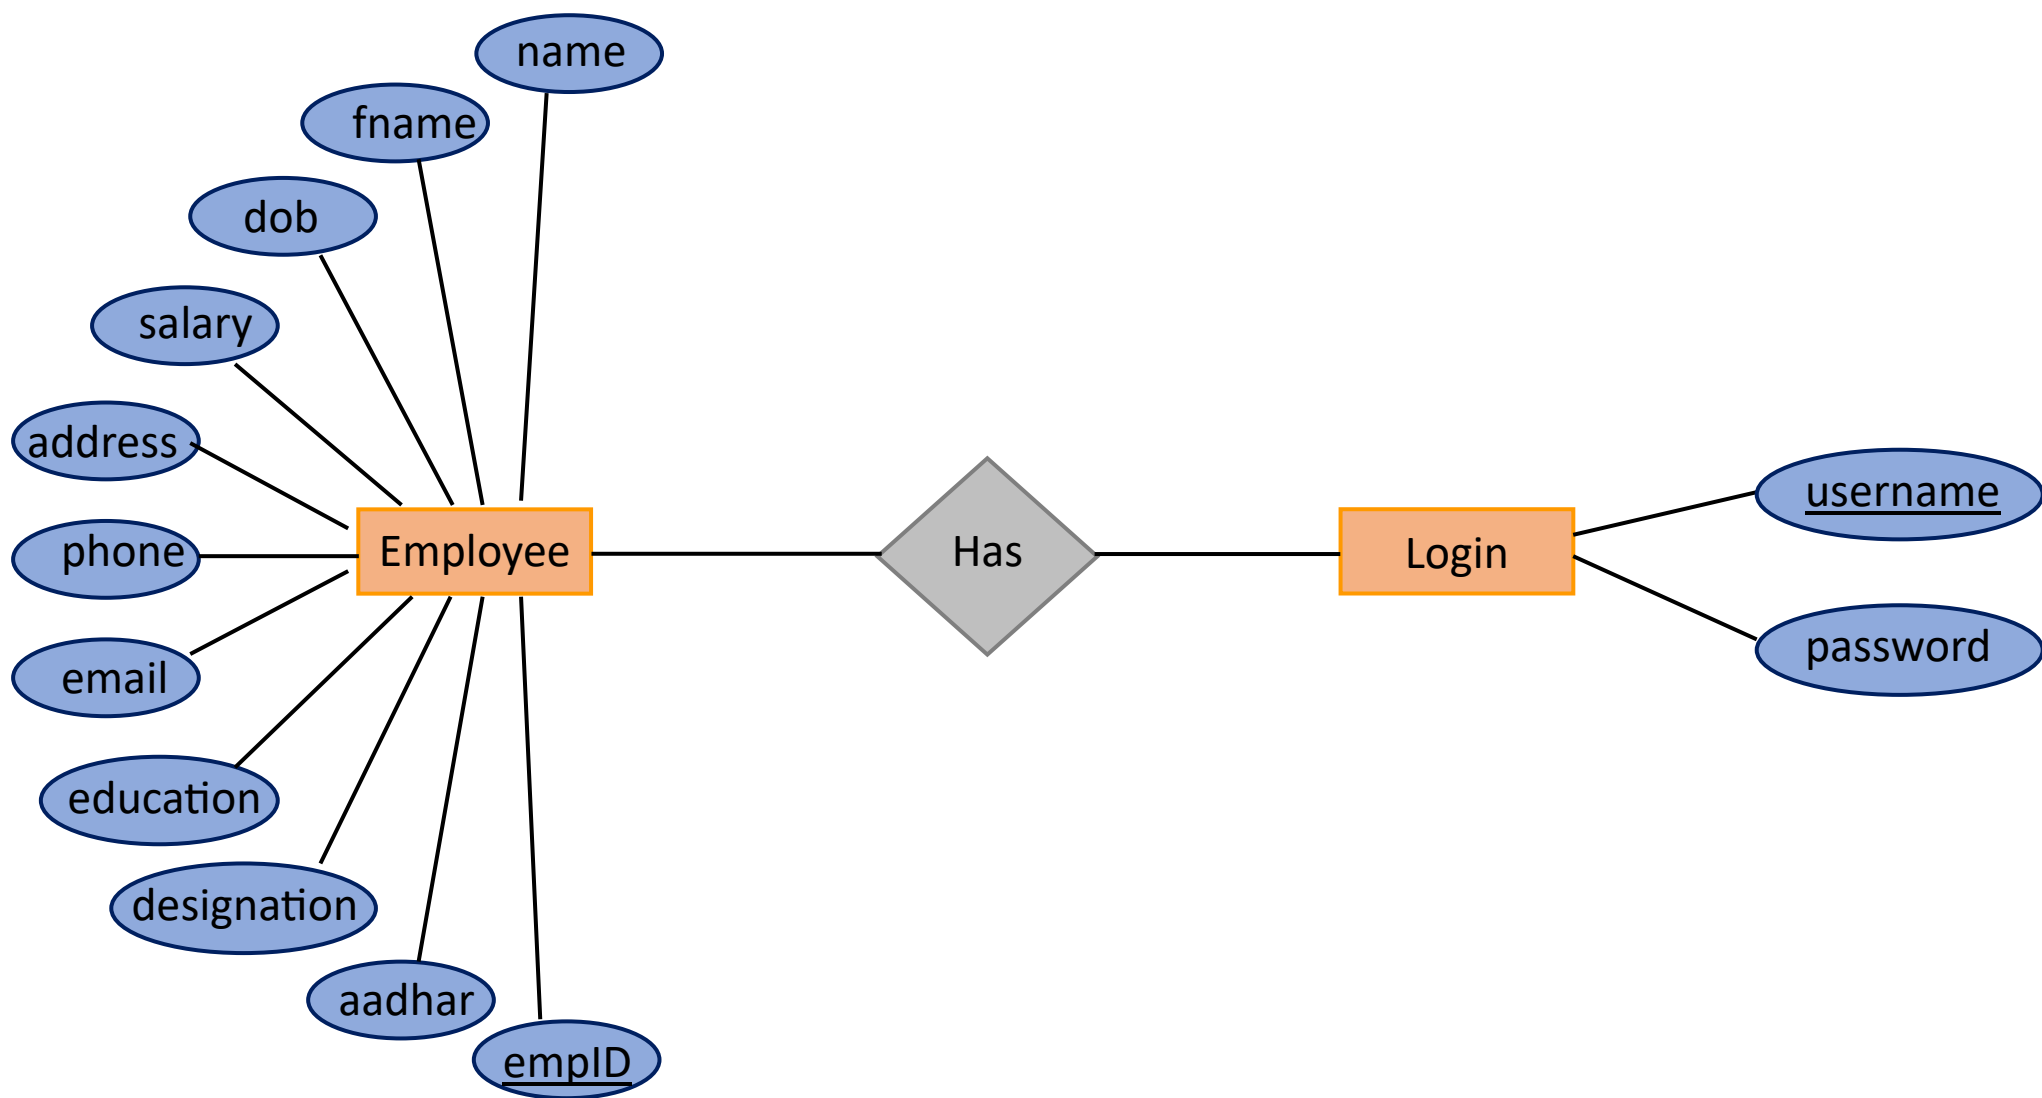 name
fname
dob
salary
address
phone
email
education
designation
aadhar
empID
Employee
Has
Login
username
password